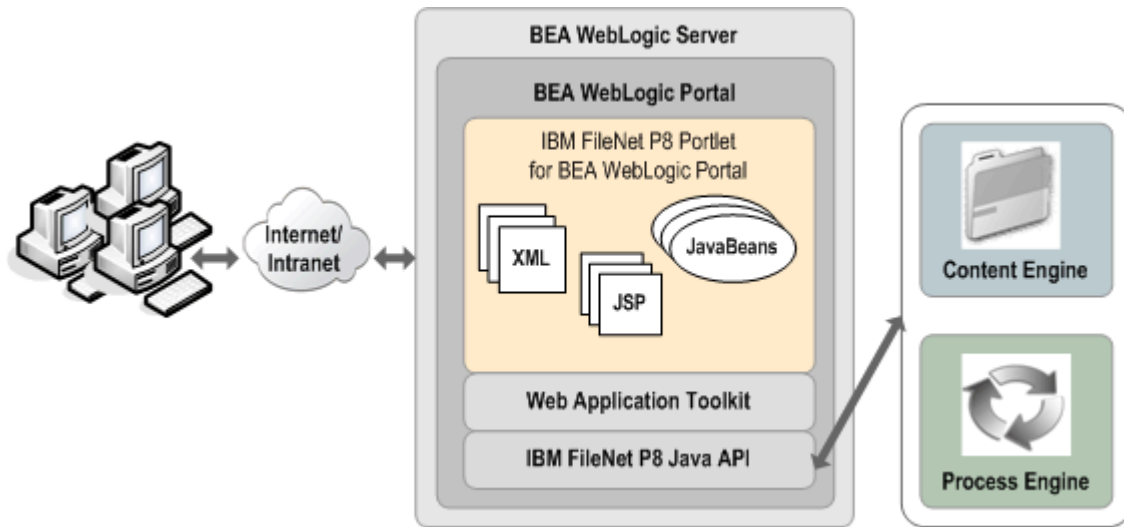 BEA WebLogic Server
BEA WebLogic Portal
IBM FileNet P8 Portlet
for BEA WebLogic Portal
Internet/
Intranet
XML
JSP
JavaBeans
Web Application Toolkit
IBM FileNet P8 Java API
Content Engine
Process Engine